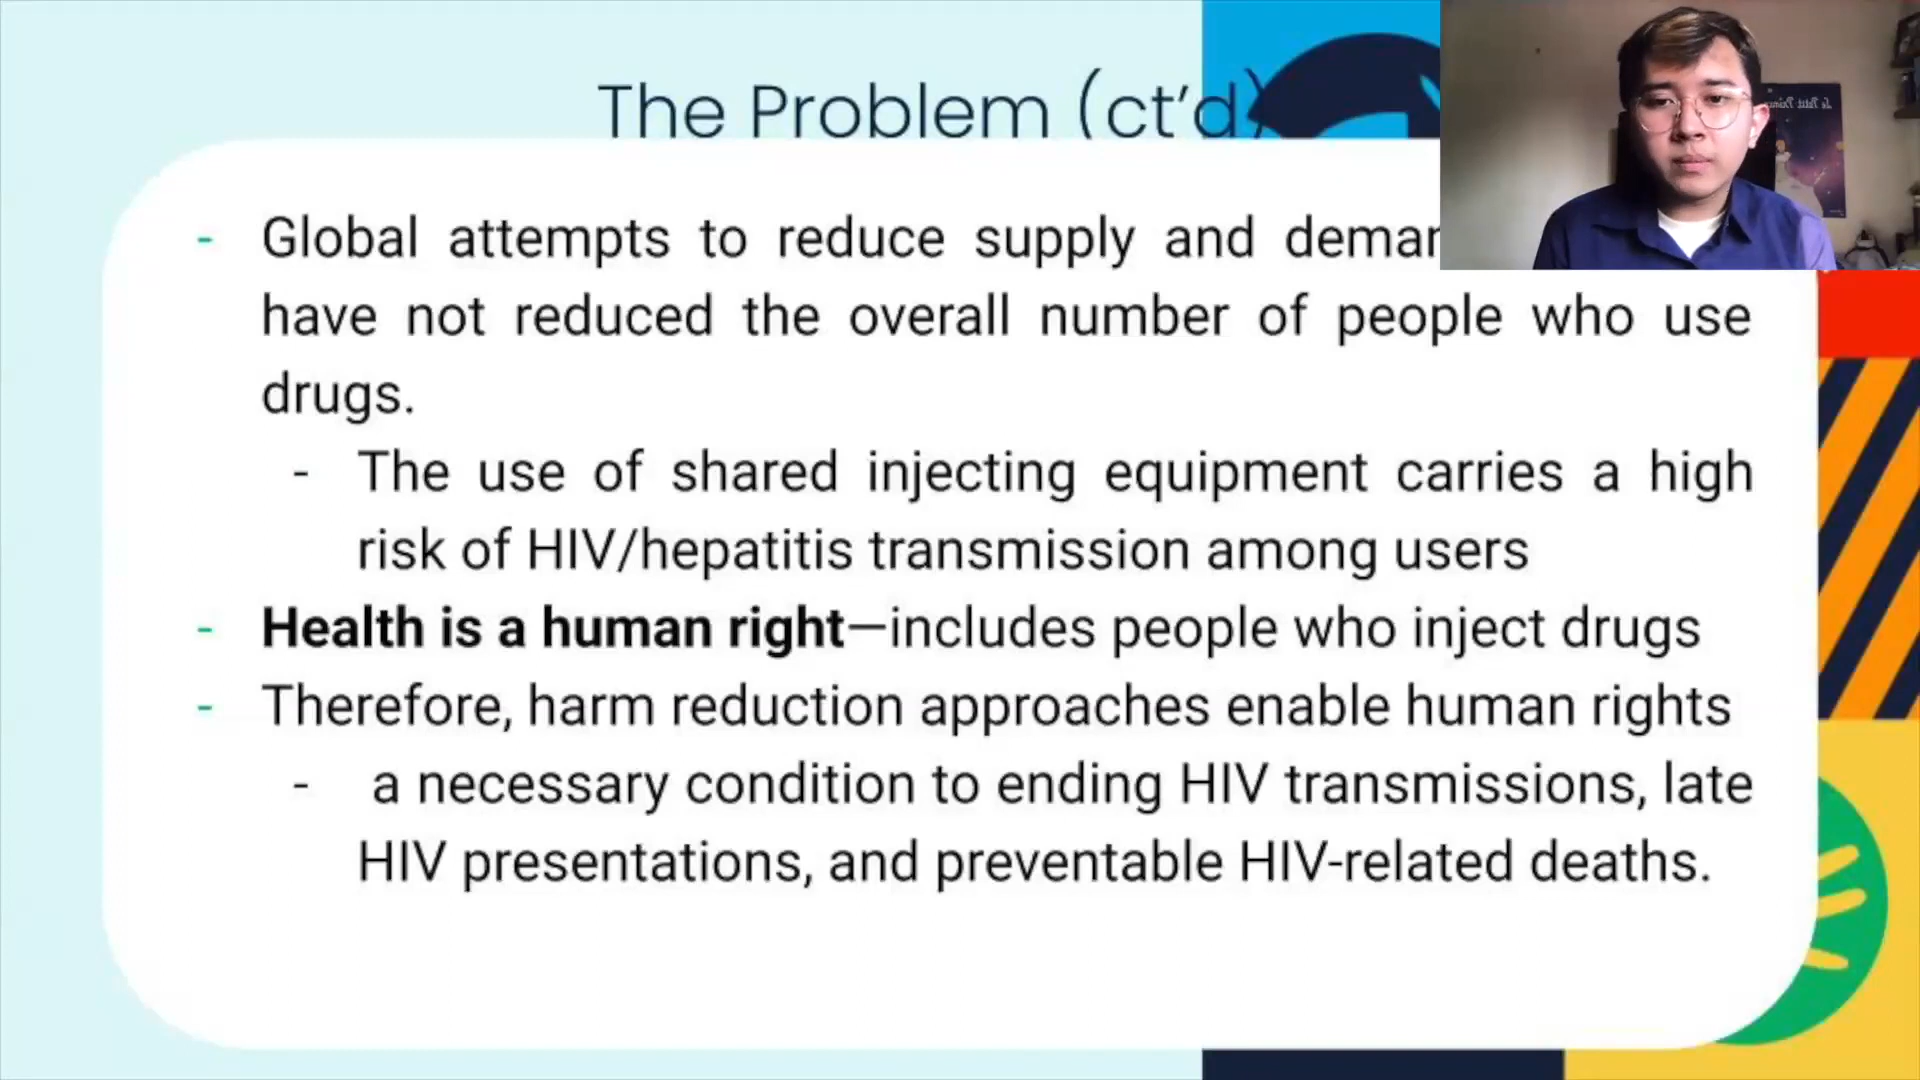 The Problem (ct'd)
- Global attempts to reduce supply and
have not reduced the overall number of people who use
drugs.
- The use of shared injecting equipment carries a high
risk of HIV/hepatitis transmission among users
- Health is a human right—includes people who inject drugs
- Therefore, harm reduction approaches enable human rights
- a necessary condition to ending HIV transmissions, late
HIV presentations, and preventable HIV-related deaths.
Le Petit Prince